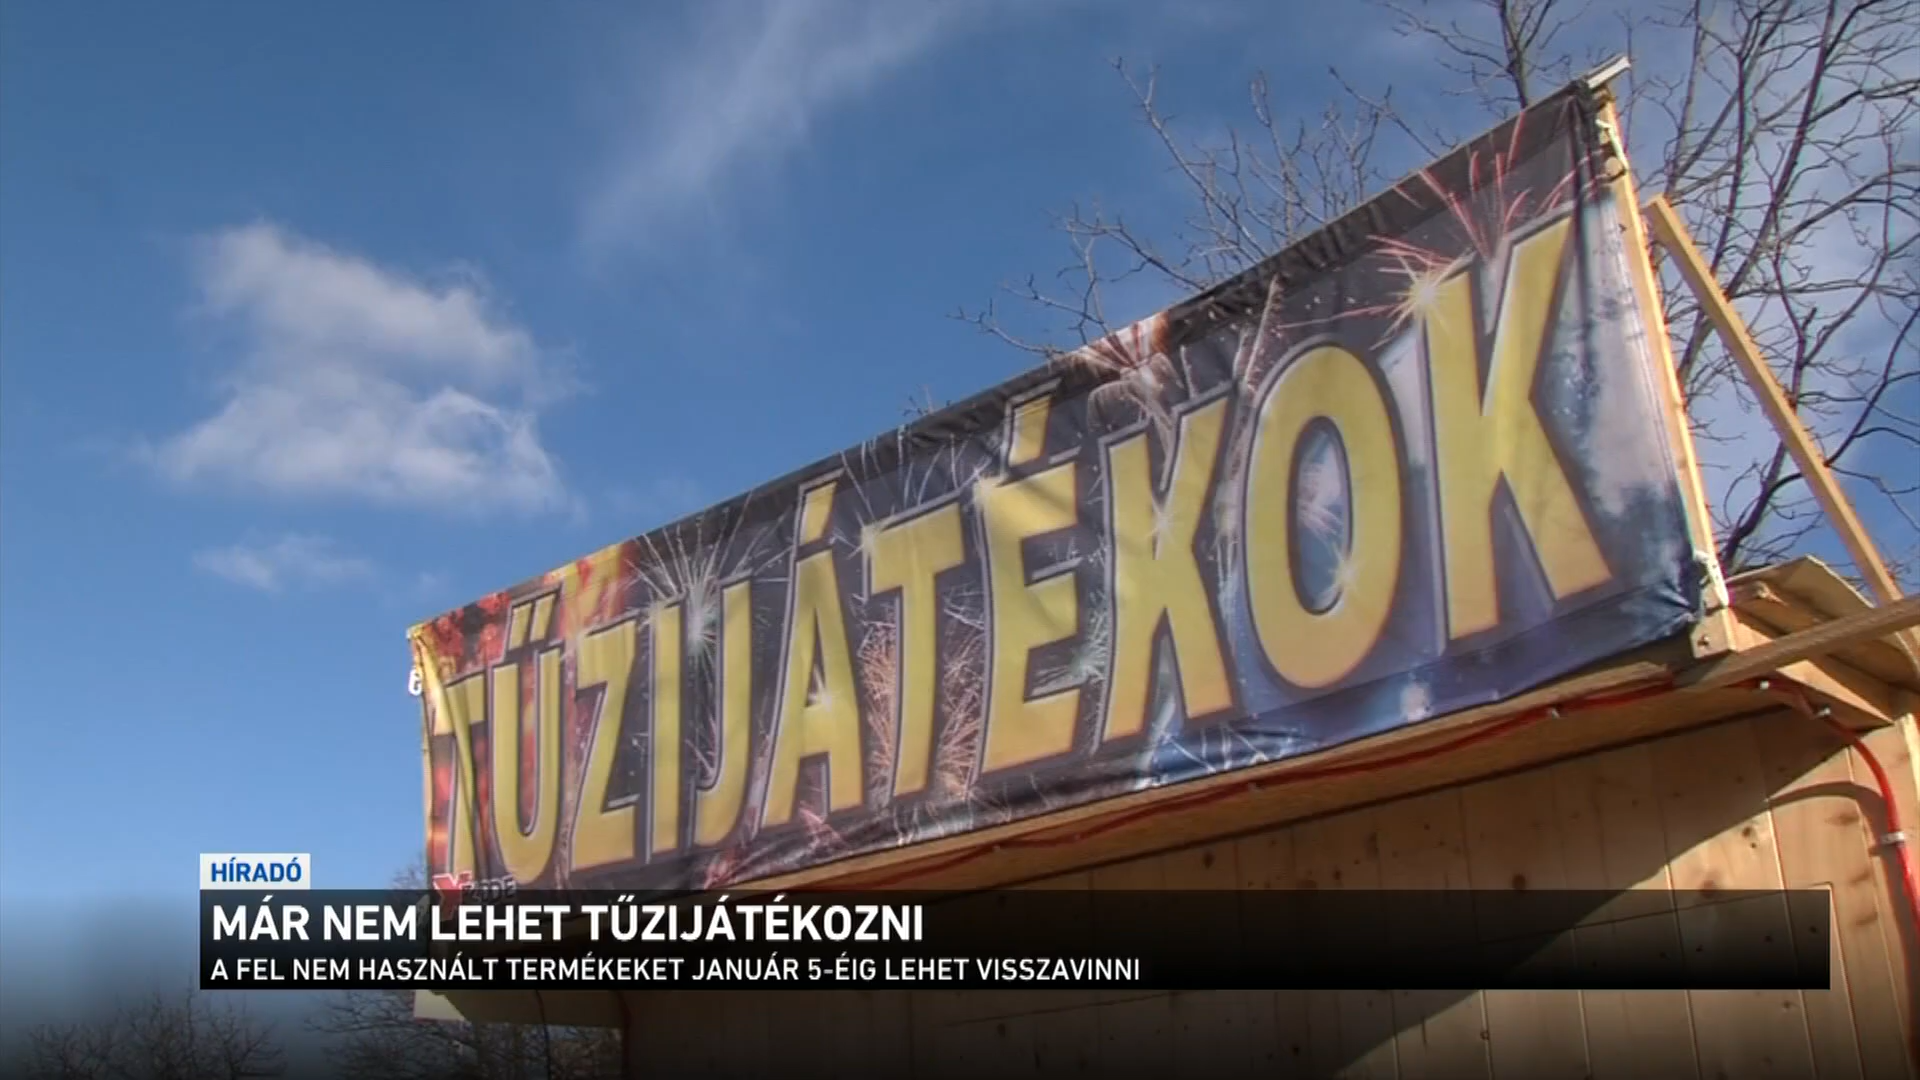 TŰZIJÁTÉKOK
HÍRADÓ
MÁR NEM LEHET TŰZIJÁTÉKOZNI
A FEL NEM HASZNÁLT TERMÉKEKET JANUÁR 5-ÉIG LEHET VISSZAVINNI